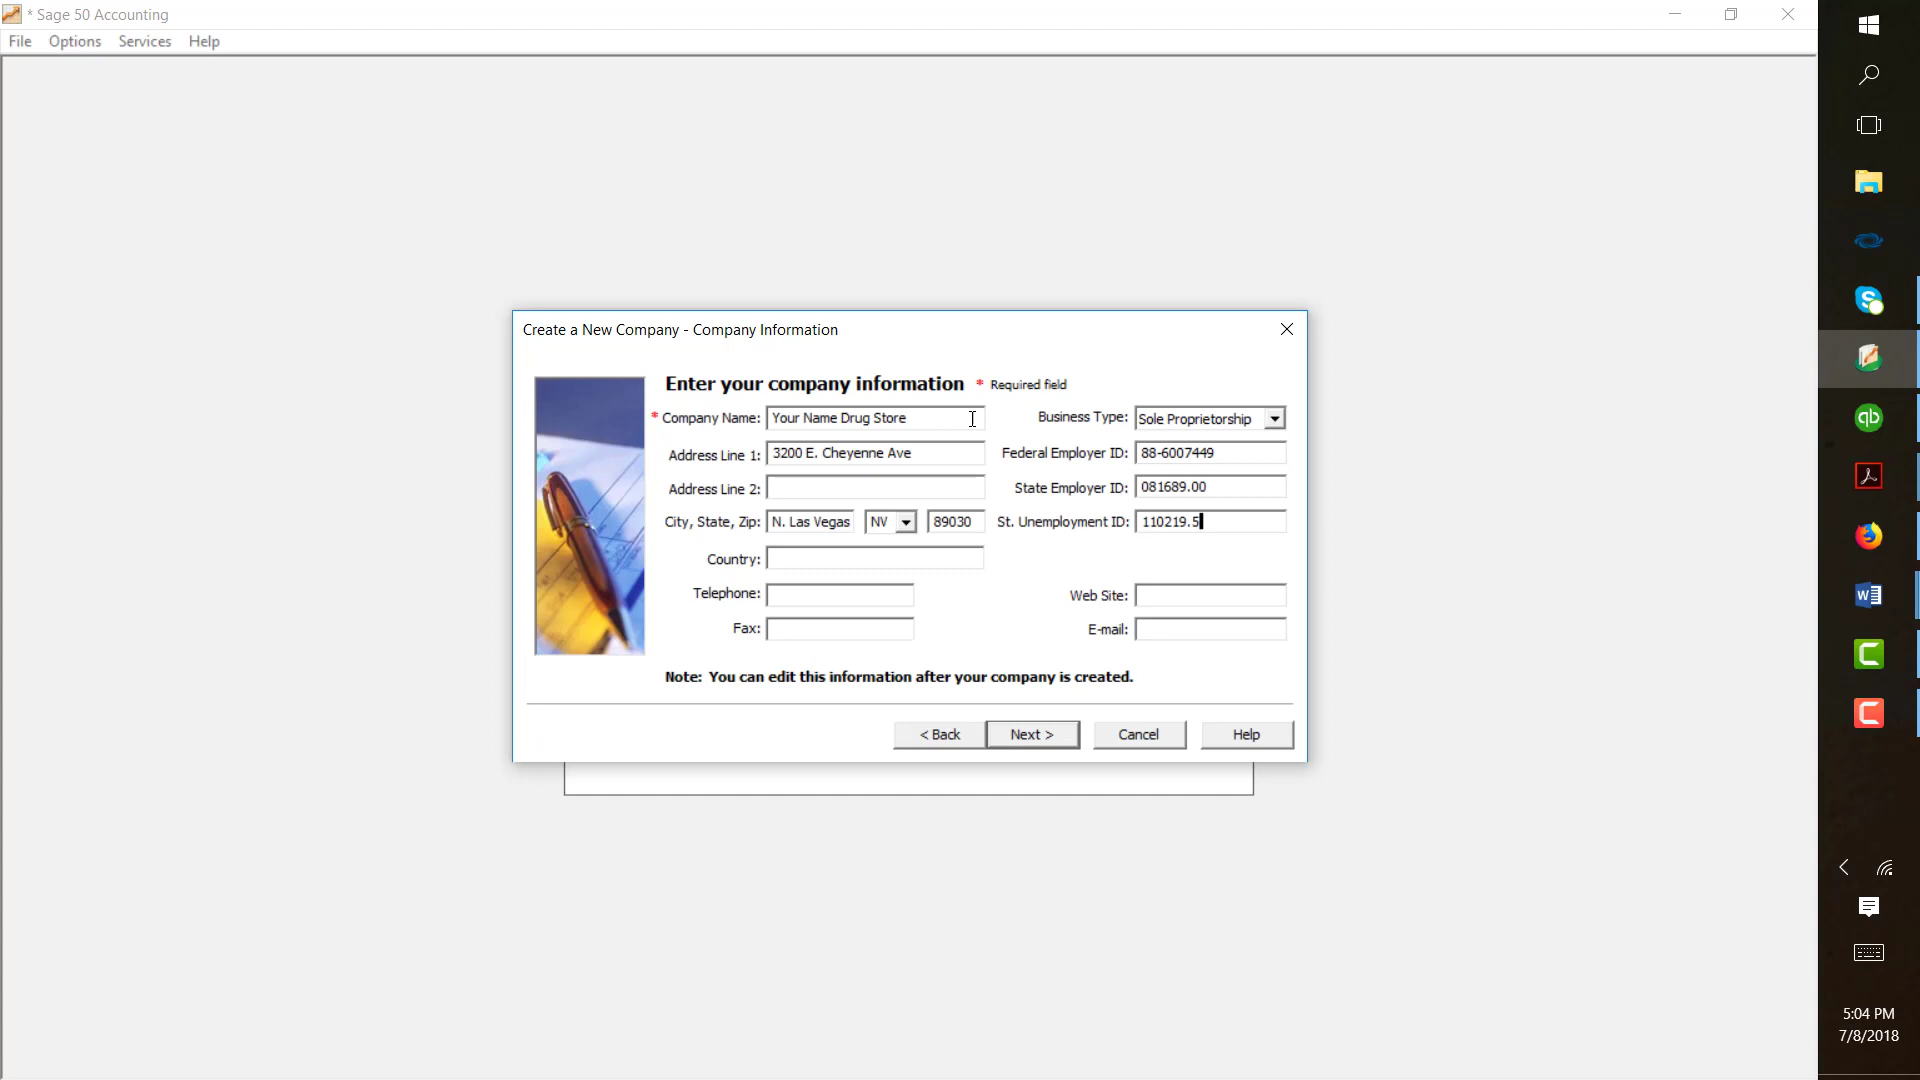 * Sage 50 Accounting
File Options Services Help
Create a New Company - Company Information
Enter your company information * Required field
* Company Name: Your Name Drug Store Business Type: Sole Proprietorship
Address Line 1: 3200 E. Cheyenne Ave Federal Employer ID: 88-6007449
Address Line 2: State Employer ID: 081689.00
City, State, Zip: N. Las Vegas NV 89030 St. Unemployment ID: 110219.5
Country:
Telephone: Web Site:
Fax: E-mail:
Note: You can edit this information after your company is created.
< Back Next > Cancel Help
qb
W
5:04 PM
7/8/2018